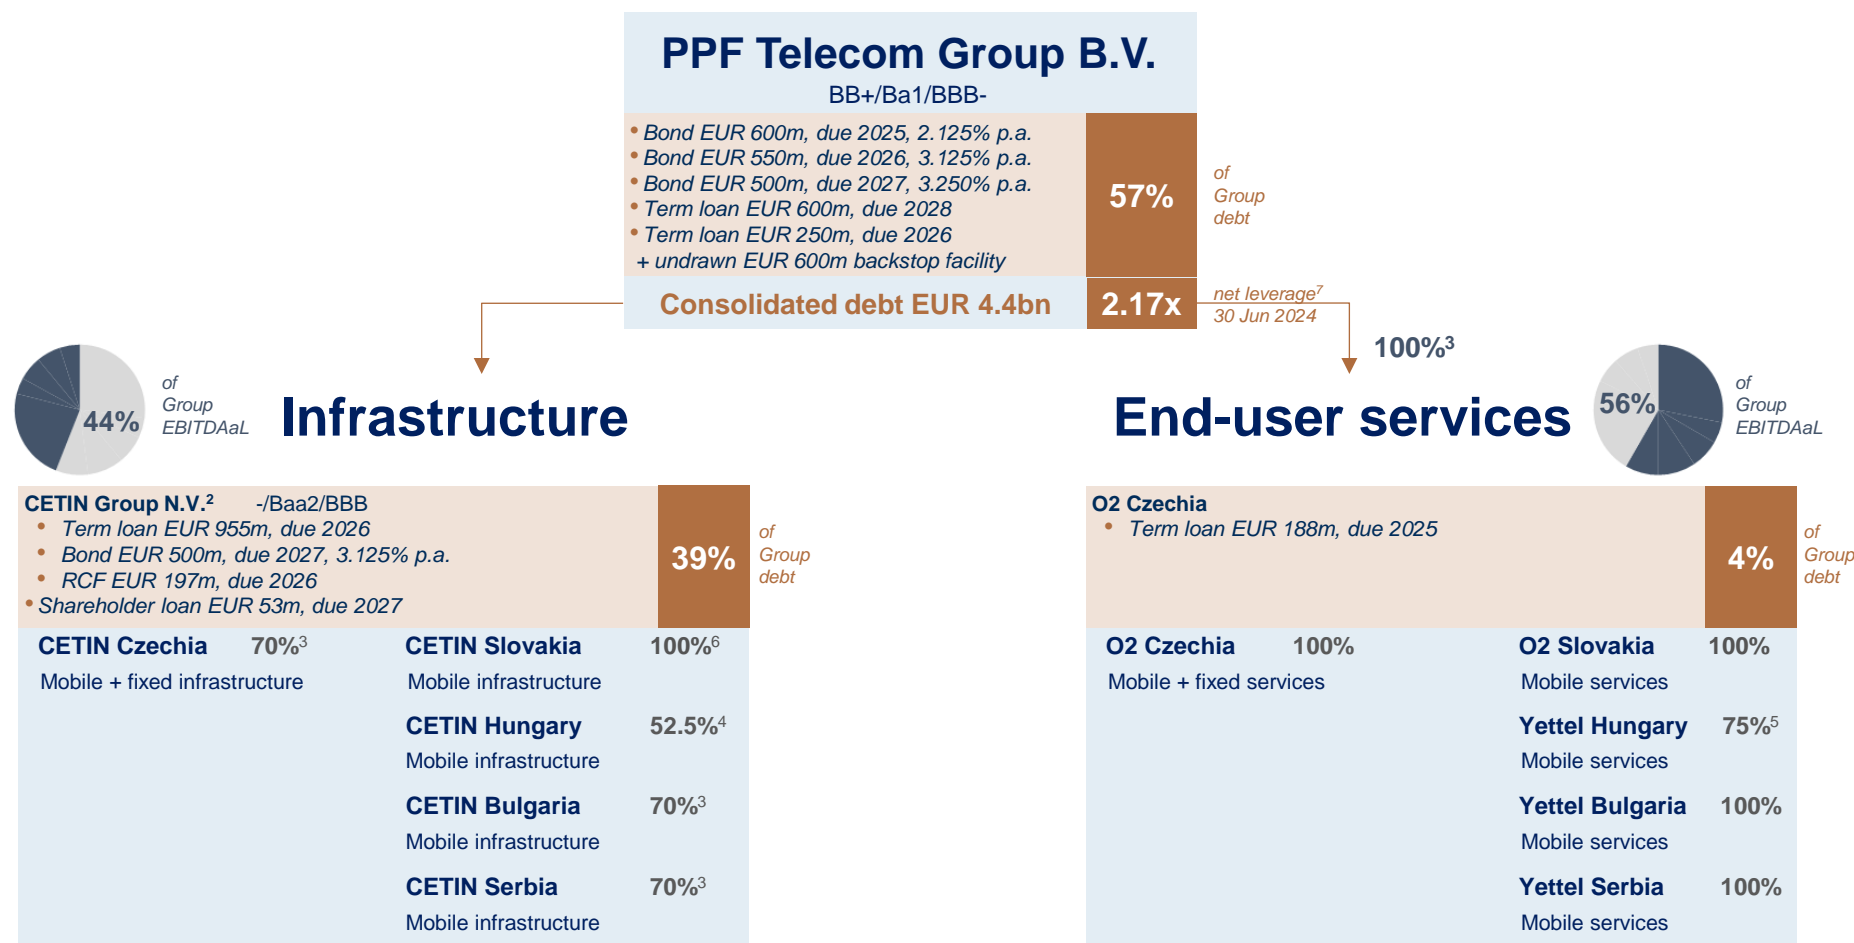 PPF Telecom Group B.V.
BB+/Ba1/BBB-
• Bond EUR 600m, due 2025, 2.125% p.a.
• Bond EUR 550m, due 2026, 3.125% p.a.
• Bond EUR 500m, due 2027, 3.250% p.a.
• Term loan EUR 600m, due 2028
• Term loan EUR 250m, due 2026
+ undrawn EUR 600m backstop facility
57%
of
Group
debt
Consolidated debt EUR 4.4bn
2.17x
net leverage⁷
30 Jun 2024
100%³
44%
of
Group
EBITDAaL
Infrastructure
End-user services
56%
of
Group
EBITDAaL
CETIN Group N.V.² -/Baa2/BBB
• Term loan EUR 955m, due 2026
• Bond EUR 500m, due 2027, 3.125% p.a.
• RCF EUR 197m, due 2026
• Shareholder loan EUR 53m, due 2027
39%
of
Group
debt
CETIN Czechia 70%³
Mobile + fixed infrastructure
CETIN Slovakia 100%⁶
Mobile infrastructure
CETIN Hungary 52.5%⁴
Mobile infrastructure
CETIN Bulgaria 70%³
Mobile infrastructure
CETIN Serbia 70%³
Mobile infrastructure
O2 Czechia
• Term loan EUR 188m, due 2025
4%
of
Group
debt
O2 Czechia 100%
Mobile + fixed services
O2 Slovakia 100%
Mobile services
Yettel Hungary 75%⁵
Mobile services
Yettel Bulgaria 100%
Mobile services
Yettel Serbia 100%
Mobile services